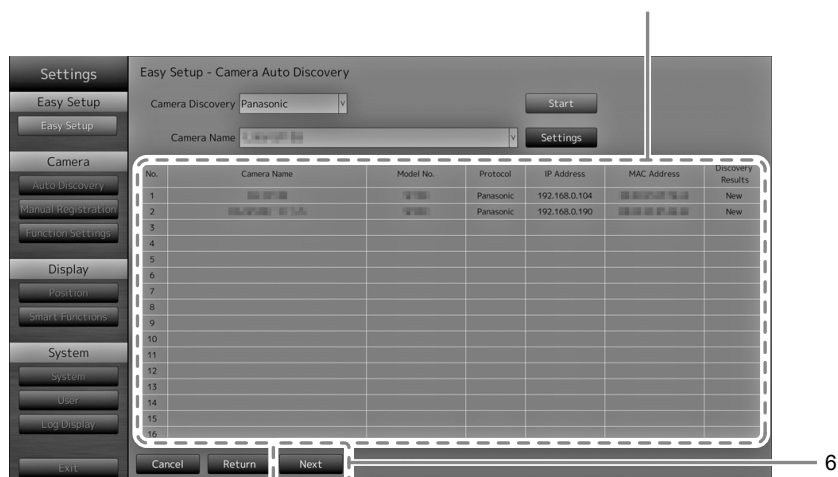 Settings
Easy Setup - Camera Auto Discovery
Easy Setup
Camera Discovery Panasonic Start
Easy Setup
Camera Name Settings
Camera
No. Camera Name Model No. Protocol IP Address MAC Address Discovery Results
Auto Discovery
1 Panasonic 192.168.0.104 New
Manual Registration
2 Panasonic 192.168.0.190 New
3
Function Settings
4
5
Display
6
Position
7
8
Smart Functions
9
10
System
11
System
12
13
User
14
Log Display
15
16
Exit
Cancel Return Next
6